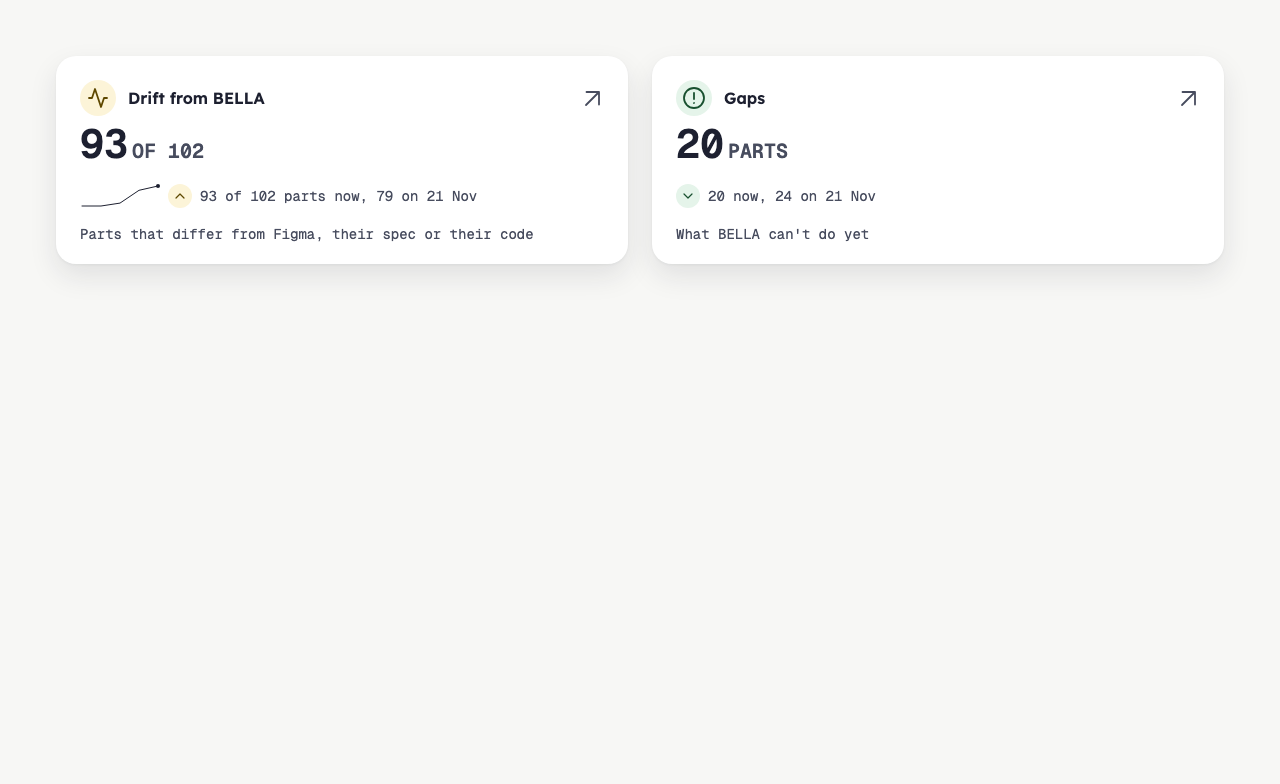 Drift from BELLA
93 OF 102
93 of 102 parts now, 79 on 21 Nov
Parts that differ from Figma, their spec or their code
Gaps
20 PARTS
20 now, 24 on 21 Nov
What BELLA can't do yet